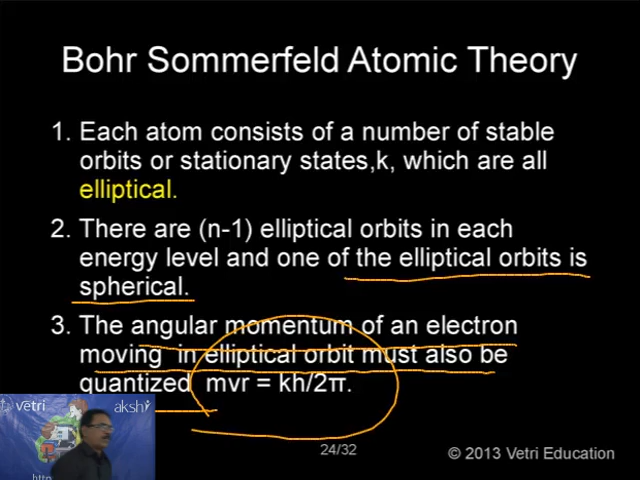 Bohr Sommerfeld Atomic Theory
1. Each atom consists of a number of stable
orbits or stationary states,k, which are all
elliptical.
2. There are (n-1) elliptical orbits in each
energy level and one of the elliptical orbits is
spherical.
3. The angular momentum of an electron
moving in elliptical orbit must also be
quantized mvr = kh/2π.
vetri akshi
24/32
© 2013 Vetri Education